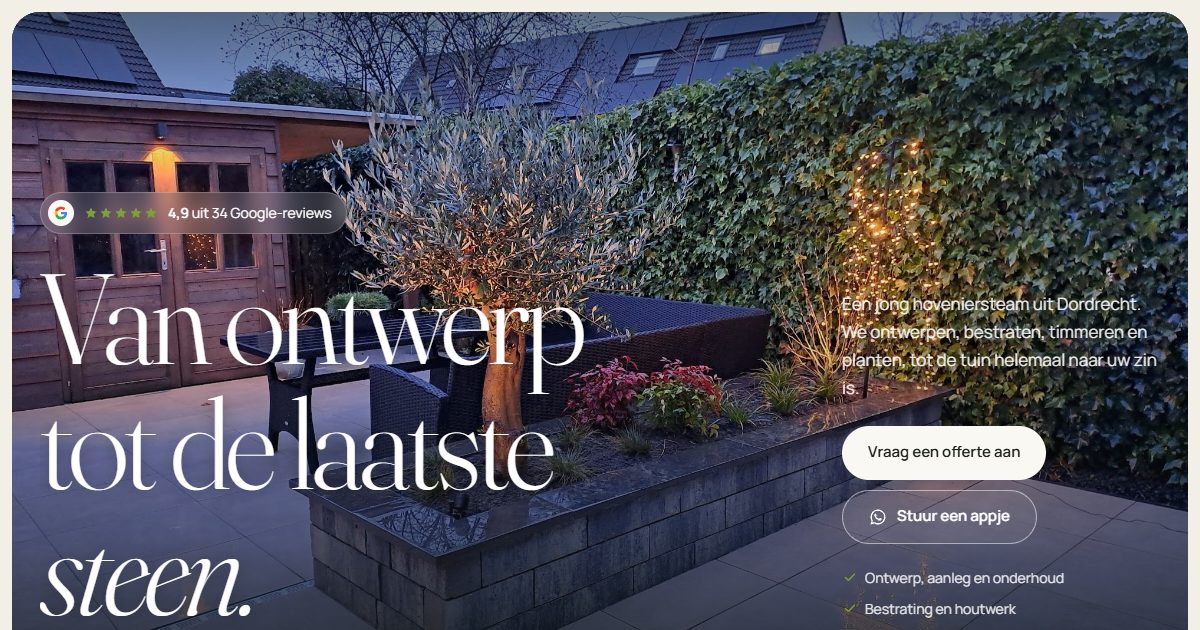 4,9 uit 34 Google-reviews
Van ontwerp
tot de laatste
steen.
Een jong hoveniersteam uit Dordrecht.
We ontwerpen, bestraten, timmeren en
planten, tot de tuin helemaal naar uw zin
is.
Vraag een offerte aan
Stuur een appje
Ontwerp, aanleg en onderhoud
Bestrating en houtwerk